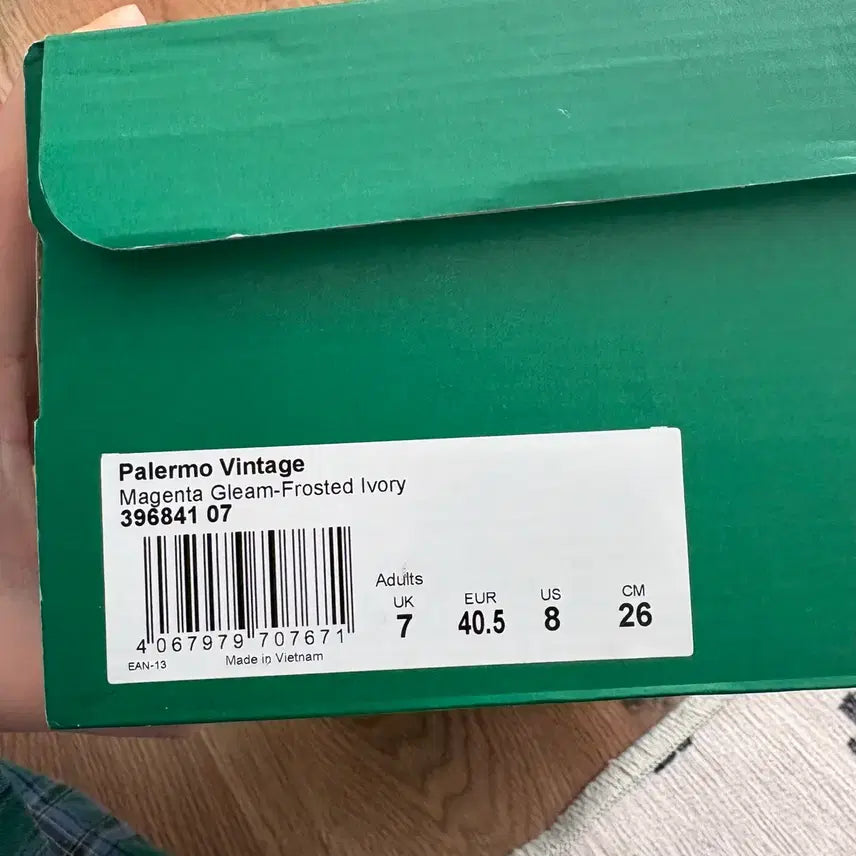 Palermo Vintage
Magenta Gleam-Frosted Ivory
396841 07
Adults
UK EUR US CM
7 40.5 8 26
4 067979 707671
EAN-13 Made in Vietnam